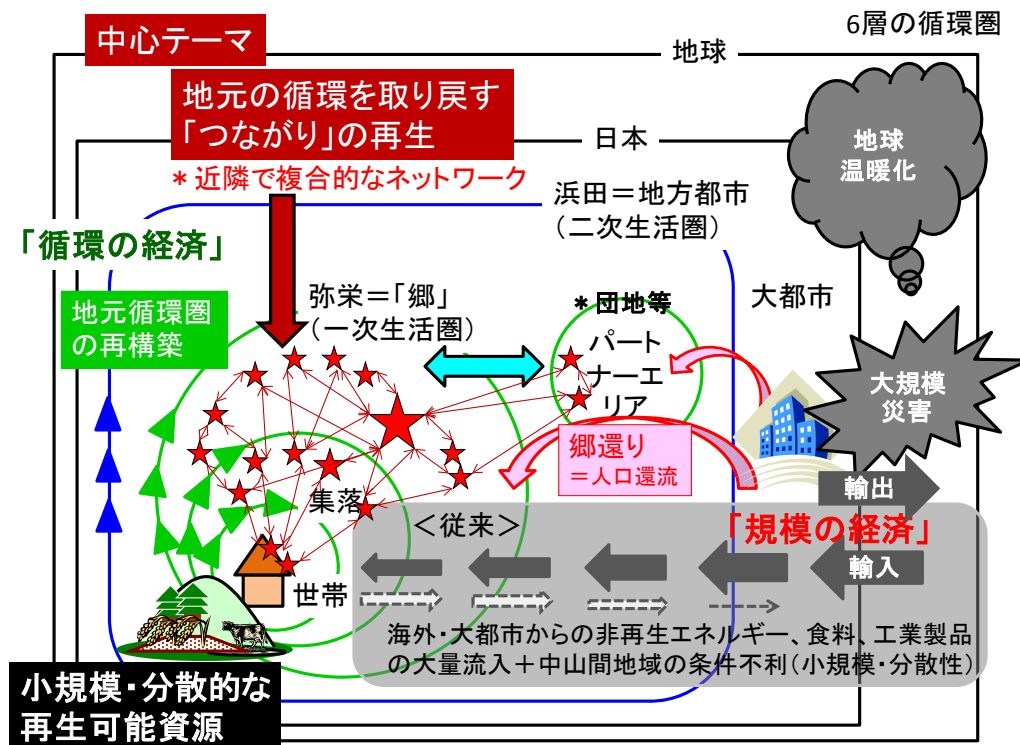 6層の循環圏
中心テーマ
地球
地元の循環を取り戻す
「つながり」の再生
日本
地球
温暖化
*近隣で複合的なネットワーク
浜田＝地方都市
（二次生活圏）
「循環の経済」
弥栄＝「郷」
（一次生活圏）
*団地等
大都市
地元循環圏
の再構築
パート
ナーエ
リア
大規模
災害
郷還り
＝人口還流
集落
輸出
＜従来＞
「規模の経済」
輸入
世帯
海外・大都市からの非再生エネルギー、食料、工業製品
の大量流入＋中山間地域の条件不利（小規模・分散性）
小規模・分散的な
再生可能資源